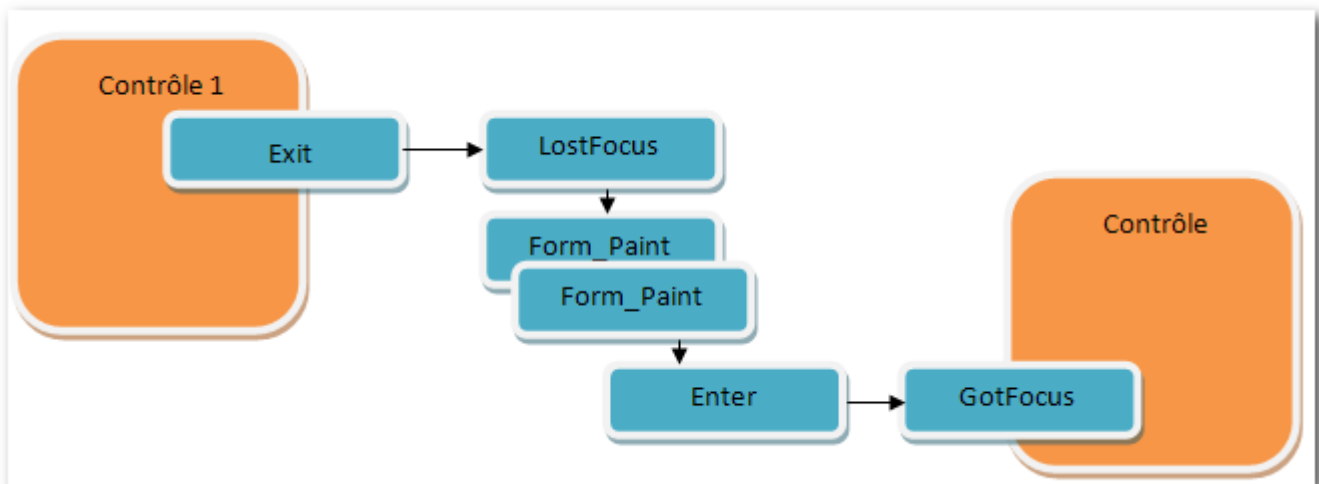 Contrôle 1
Exit
LostFocus
Form_Paint
Form_Paint
Enter
GotFocus
Contrôle